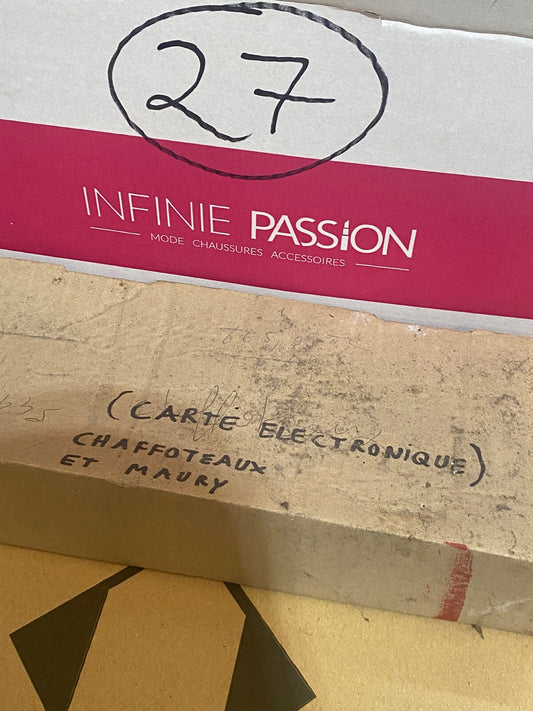 27
INFINIE PASSION
MODE CHAUSSURES ACCESSOIRES
(CARTE ELECTRONIQUE)
CHAFFOTEAUX
ET MAURY